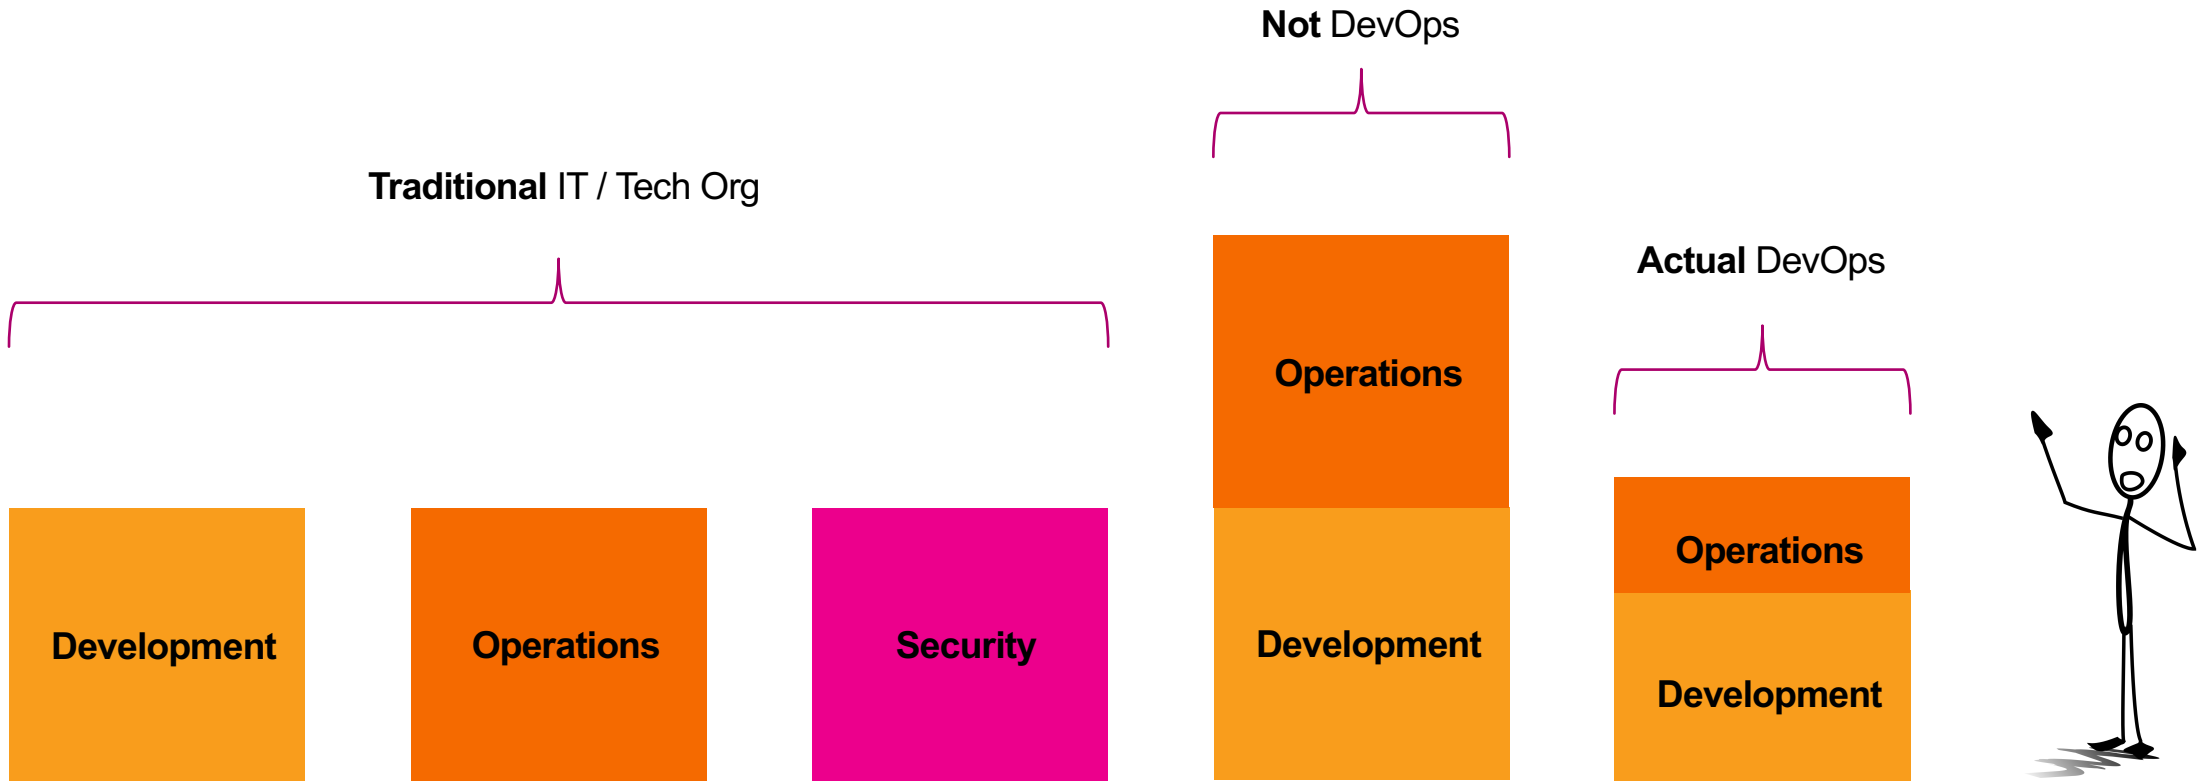 Not DevOps
Traditional IT / Tech Org
Actual DevOps
Operations
Operations
Development
Operations
Security
Development
Development